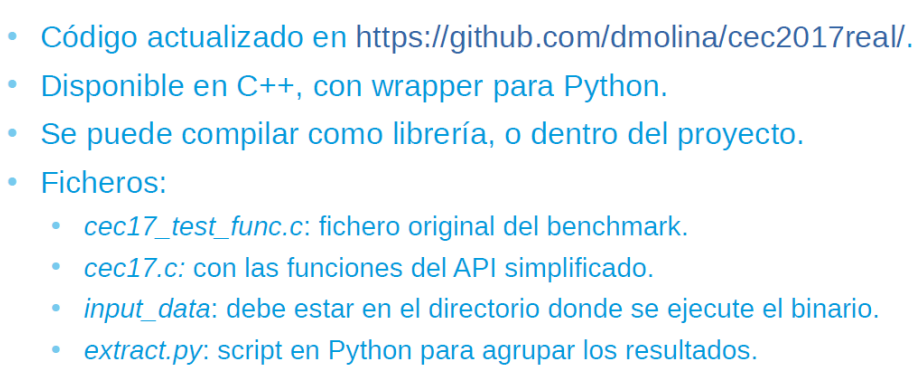 • Código actualizado en https://github.com/dmolina/cec2017real/.
• Disponible en C++, con wrapper para Python.
• Se puede compilar como librería, o dentro del proyecto.
• Ficheros:
• cec17_test_func.c: fichero original del benchmark.
• cec17.c: con las funciones del API simplificado.
• input_data: debe estar en el directorio donde se ejecute el binario.
• extract.py: script en Python para agrupar los resultados.